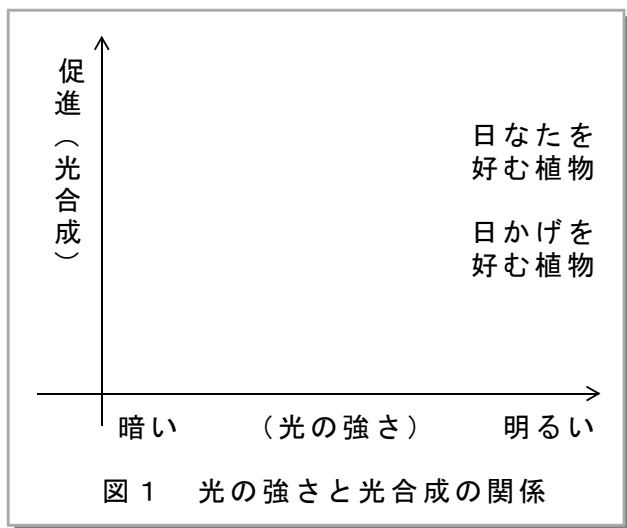 促進（光合成）
日なたを
好む植物
日かげを
好む植物
暗い　（光の強さ）　明るい
図１　光の強さと光合成の関係